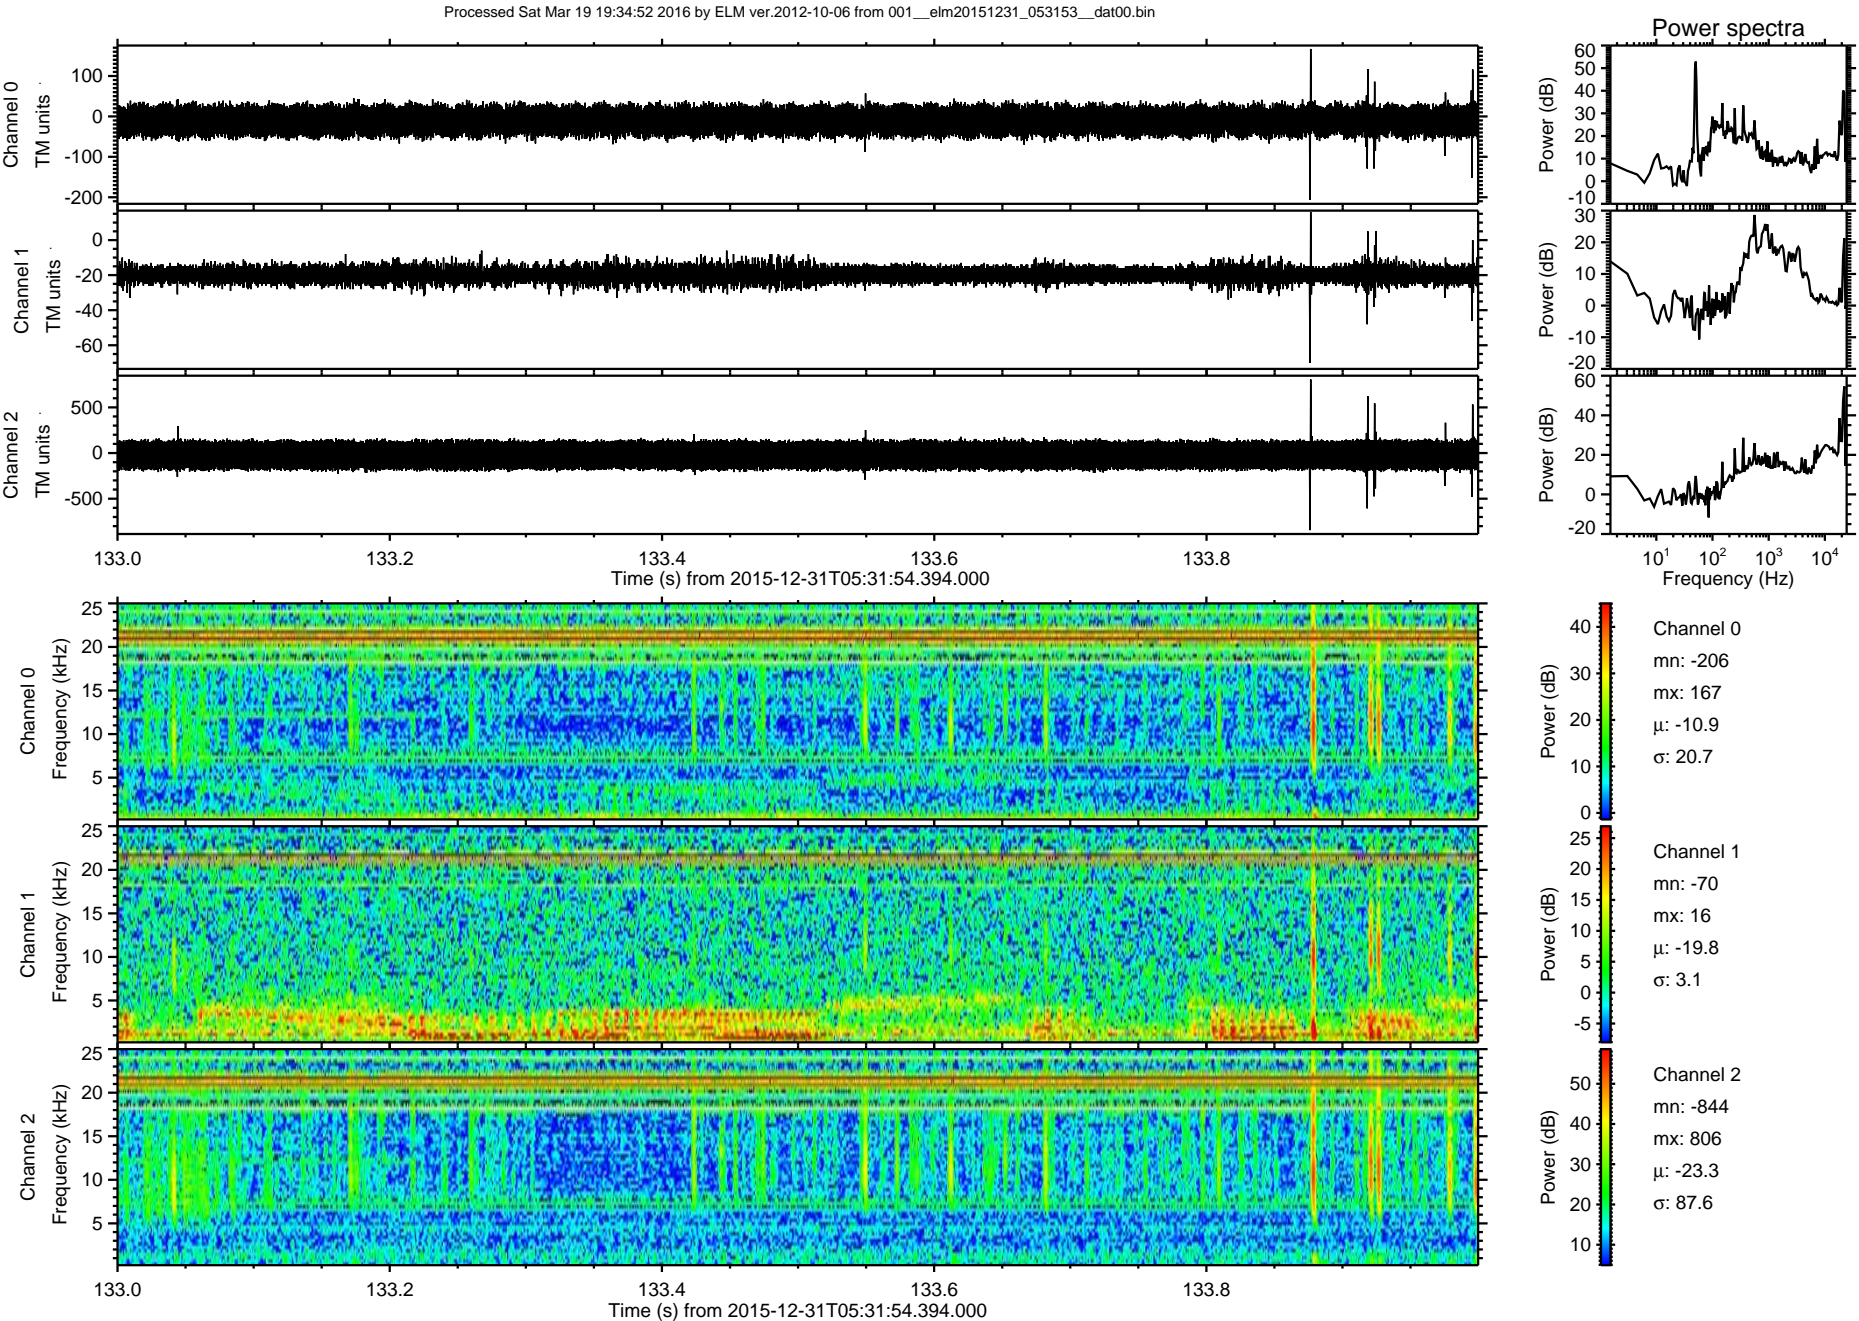 Processed Sat Mar 19 19:34:52 2016 by ELM ver.2012-10-06 from 001__elm20151231_053153__dat00.bin
Power spectra
Channel 0
TM units
100
0
-100
-200
Power (dB)
60
50
40
30
20
10
0
-10
Channel 1
TM units
0
-20
-40
-60
Power (dB)
30
20
10
0
-10
-20
Channel 2
TM units
500
0
-500
Power (dB)
60
40
20
0
-20
133.0 133.2 133.4 133.6 133.8
Time (s) from 2015-12-31T05:31:54.394.000
10^1 10^2 10^3 10^4
Frequency (Hz)
Channel 0
Frequency (kHz)
25
20
15
10
5
Power (dB)
40
30
20
10
0
Channel 0
mn: -206
mx: 167
μ: -10.9
σ: 20.7
Channel 1
Frequency (kHz)
25
20
15
10
5
Power (dB)
25
20
15
10
5
0
-5
Channel 1
mn: -70
mx: 16
μ: -19.8
σ: 3.1
Channel 2
Frequency (kHz)
25
20
15
10
5
Power (dB)
50
40
30
20
10
Channel 2
mn: -844
mx: 806
μ: -23.3
σ: 87.6
133.0 133.2 133.4 133.6 133.8
Time (s) from 2015-12-31T05:31:54.394.000